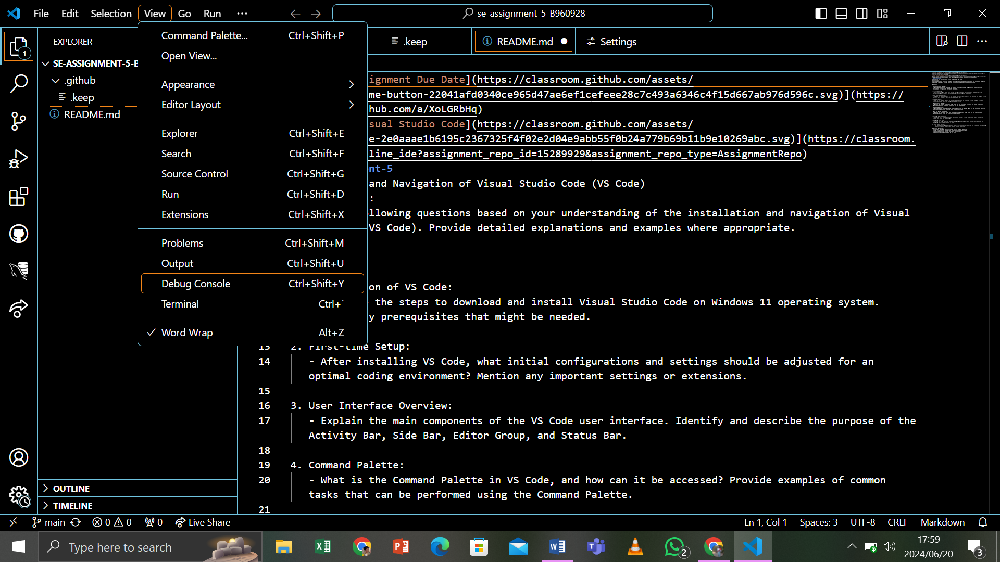 File Edit Selection View Go Run ···
se-assignment-5-B960928
EXPLORER
SE-ASSIGNMENT-5-B
.github
.keep
README.md
OUTLINE
TIMELINE
1
Command Palette... Ctrl+Shift+P
Open View...
Appearance
Editor Layout
Explorer Ctrl+Shift+E
Search Ctrl+Shift+F
Source Control Ctrl+Shift+G
Run Ctrl+Shift+D
Extensions Ctrl+Shift+X
Problems Ctrl+Shift+M
Output Ctrl+Shift+U
Debug Console Ctrl+Shift+Y
Terminal Ctrl+`
Word Wrap Alt+Z
.keep README.md Settings
ignment Due Date](https://classroom.github.com/assets/
me-button-22041afd0340ce965d47ae6ef1cefeee28c7c493a6346c4f15d667ab976d596c.svg)](https://
hub.com/a/XoLGRbHq)
sual Studio Code](https://classroom.github.com/assets/
de-2e0aaae1b6195c2367325f4f02e2d04e9abb55f0b24a779b69b11b9e10269abc.svg)](https://classroom.
line_ide?assignment_repo_id=15289929&assignment_repo_type=AssignmentRepo)
nt-5
and Navigation of Visual Studio Code (VS Code)
:
llowing questions based on your understanding of the installation and navigation of Visual
VS Code). Provide detailed explanations and examples where appropriate.
on of VS Code:
e the steps to download and install Visual Studio Code on Windows 11 operating system.
y prerequisites that might be needed.
13 2. First-time Setup:
14 - After installing VS Code, what initial configurations and settings should be adjusted for an
optimal coding environment? Mention any important settings or extensions.
15
16 3. User Interface Overview:
17 - Explain the main components of the VS Code user interface. Identify and describe the purpose of the
Activity Bar, Side Bar, Editor Group, and Status Bar.
18
19 4. Command Palette:
20 - What is the Command Palette in VS Code, and how can it be accessed? Provide examples of common
tasks that can be performed using the Command Palette.
21
main 0 0 0 Live Share Ln 1, Col 1 Spaces: 3 UTF-8 CRLF Markdown
Type here to search
2
17:59
2024/06/20
3